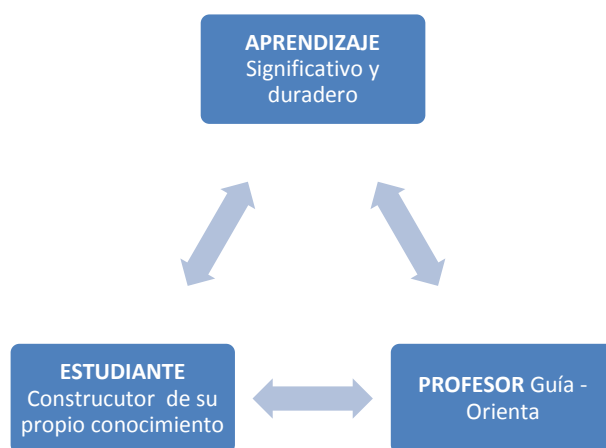 APRENDIZAJE
Significativo y
duradero
ESTUDIANTE
Construcutor de su
propio conocimiento
PROFESOR Guía -
Orienta